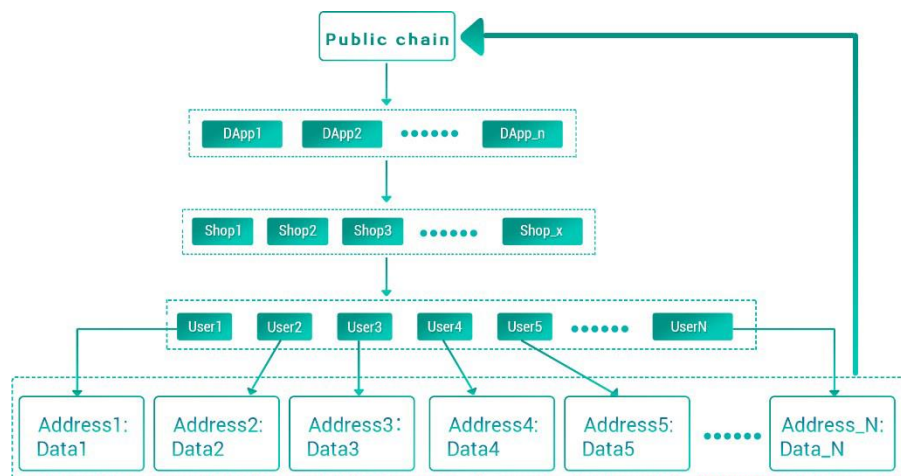 Public chain
DApp1 DApp2 •••••• DApp_n
Shop1 Shop2 Shop3 •••••• Shop_x
User1 User2 User3 User4 User5 •••••• UserN
Address1: Address2: Address3： Address4: Address5: Address_N:
Data1 Data2 Data3 Data4 Data5 •••••• Data_N